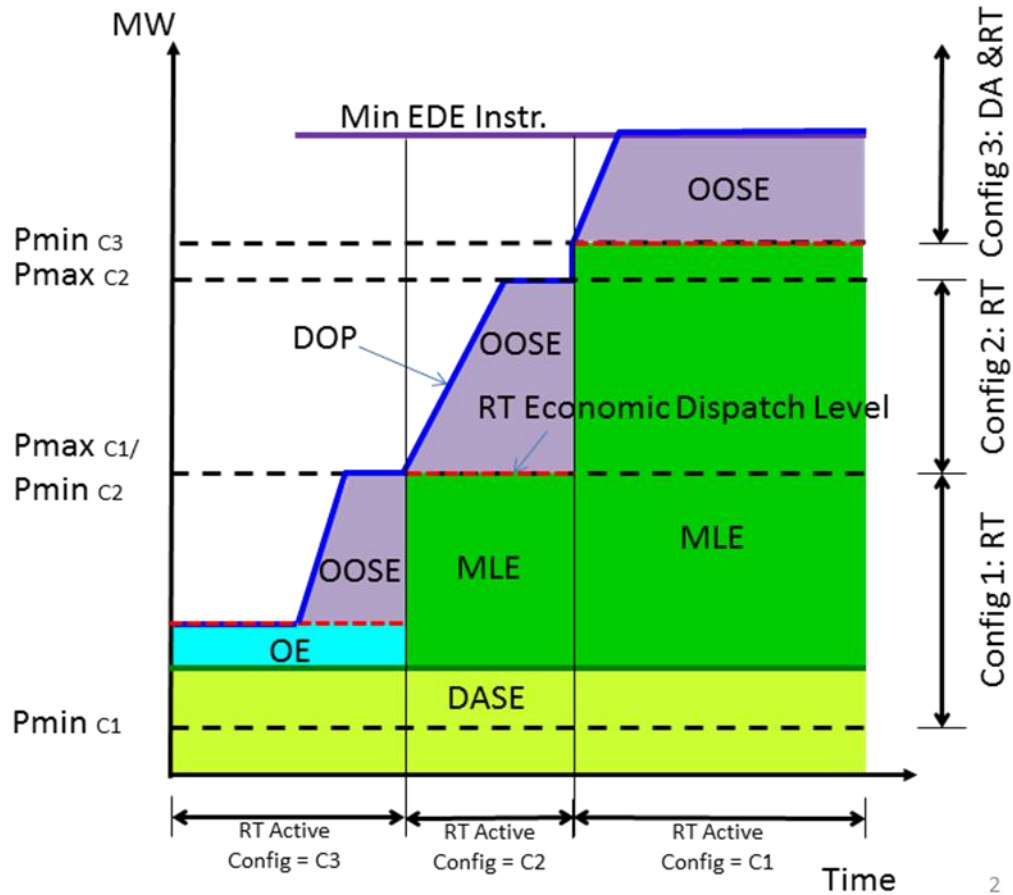 MW
Min EDE Instr.
OOSE
Pmin C3
Pmax C2
DOP
OOSE
RT Economic Dispatch Level
Pmax C1/
Pmin C2
OOSE
MLE
MLE
OE
DASE
Pmin C1
RT Active
Config = C3
RT Active
Config = C2
RT Active
Config = C1
Time
Config 3: DA &RT
Config 2: RT
Config 1: RT
2